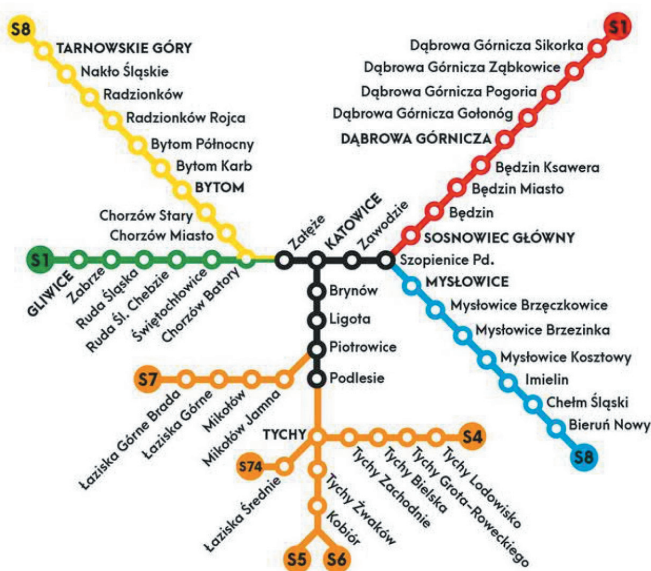 S8
TARNOWSKIE GÓRY
Nakło Śląskie
Radzionków
Radzionków Rojca
Bytom Północny
Bytom Karb
BYTOM
Chorzów Stary
Chorzów Miasto
S1
Dąbrowa Górnicza Sikorka
Dąbrowa Górnicza Ząbkowice
Dąbrowa Górnicza Pogoria
Dąbrowa Górnicza Gołonóg
DĄBROWA GÓRNICZA
Będzin Ksawera
Będzin Miasto
Będzin
SOSNOWIEC GŁÓWNY
Szopienice Pd.
S1
GLIWICE
Zabrze
Ruda Śląska
Ruda Śl. Chebzie
Świętochłowice
Chorzów Batory
Załęże
KATOWICE
Zawodzie
MYSŁOWICE
Mysłowice Brzęczkowice
Mysłowice Brzezinka
Mysłowice Kosztowy
Imielin
Chełm Śląski
Bieruń Nowy
S8
Brynów
Ligota
Piotrowice
Podlesie
S7
Łaziska Górne Brada
Łaziska Górne
Mikołów
Mikołów Jamna
TYCHY
S4
Tychy Zachodnie
Tychy Bielska
Tychy Grota-Roweckiego
Tychy Lodowisko
S74
Łaziska Średnie
Tychy Żwaków
Kobiór
S5
S6